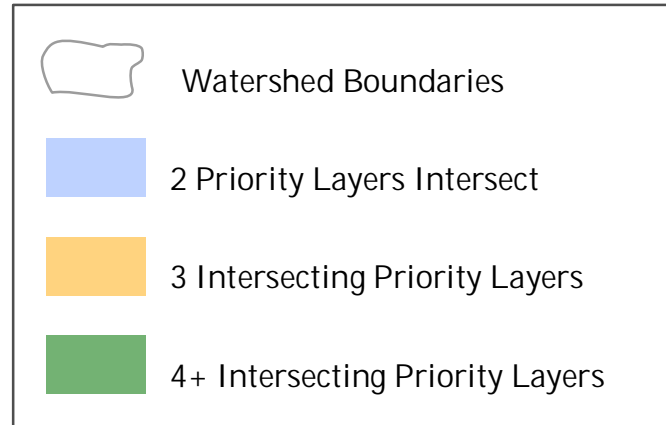 Watershed Boundaries
2 Priority Layers Intersect
3 Intersecting Priority Layers
4+ Intersecting Priority Layers